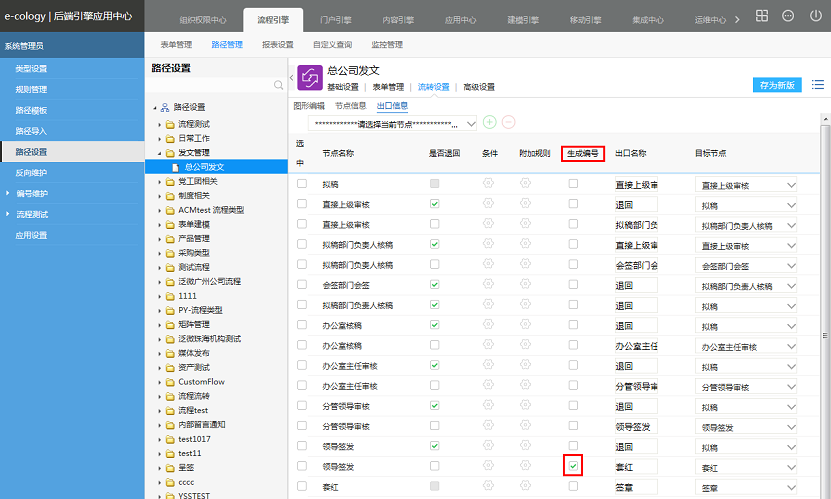 e-cology | 后端引擎应用中心
组织权限中心 流程引擎 门户引擎 内容引擎 应用中心 建模引擎 移动引擎 集成中心 运维中心
系统管理员
表单管理 路径管理 报表设置 自定义查询 监控管理
类型设置
规则管理
路径模板
路径导入
路径设置
反向维护
编号维护
流程测试
应用设置
路径设置
路径设置
流程测试
日常工作
发文管理
总公司发文
党工团相关
制度相关
ACMtest 流程类型
表单建模
产品管理
采购类型
测试流程
泛微广州公司流程
1111
PY-流程类型
矩阵管理
泛微珠海机构测试
媒体发布
资产测试
CustomFlow
流程流转
流程test
内部留言通知
test1017
test11
呈签
cccc
YSSTEST
总公司发文
基础设置 表单管理 流转设置 高级设置
存为新版
图形编辑 节点信息 出口信息
************请选择当前节点***********...
选中 节点名称 是否退回 条件 附加规则 生成编号 出口名称 目标节点
拟稿 直接上级审 直接上级审核
直接上级审核 退回 拟稿
直接上级审核 拟稿部门负 拟稿部门负责人核稿
拟稿部门负责人核稿 直接上级审 直接上级审核
拟稿部门负责人核稿 会签部门会 会签部门会签
会签部门会签 退回 拟稿部门负责人核稿
拟稿部门负责人核稿 退回 拟稿
办公室核稿 退回 拟稿
办公室核稿 办公室主任 办公室主任审核
办公室主任审核 退回 拟稿
办公室主任审核 分管领导审 分管领导审核
分管领导审核 退回 拟稿
分管领导审核 领导签发 领导签发
领导签发 退回 拟稿
领导签发 套红 套红
套红 签章 签章